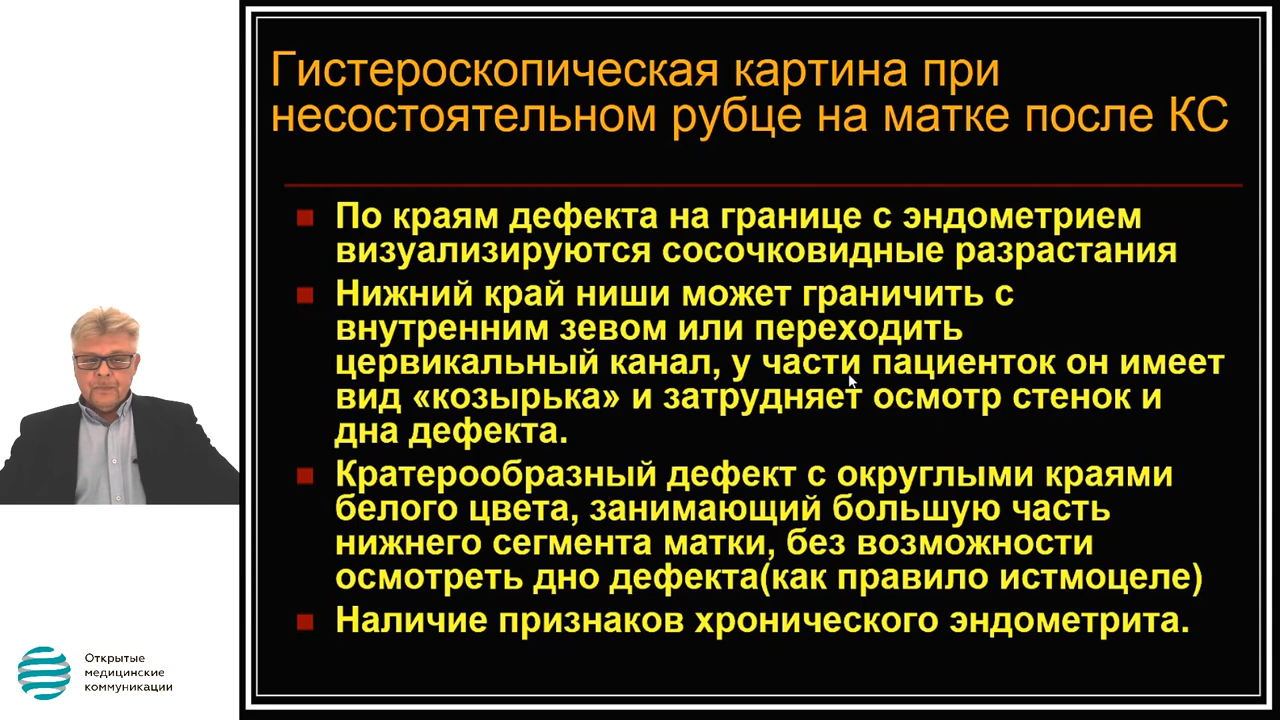 Гистероскопическая картина при
несостоятельном рубце на матке после КС
По краям дефекта на границе с эндометрием
визуализируются сосочковидные разрастания
Нижний край ниши может граничить с
внутренним зевом или переходить
цервикальный канал, у части пациенток он имеет
вид «козырька» и затрудняет осмотр стенок и
дна дефекта.
Кратерообразный дефект с округлыми краями
белого цвета, занимающий большую часть
нижнего сегмента матки, без возможности
осмотреть дно дефекта(как правило истмоцеле)
Наличие признаков хронического эндометрита.
Открытые
медицинские
коммуникации